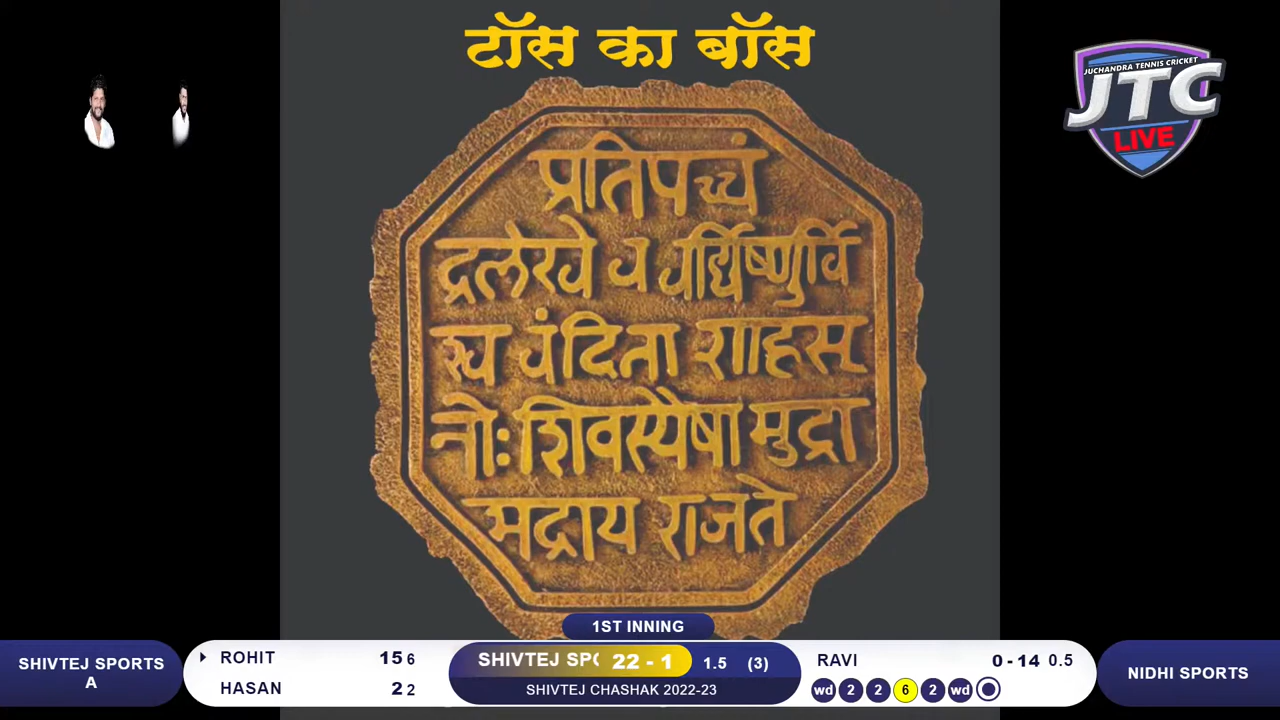 टॉस का बॉस
JUCHANDRA TENNIS CRICKET
JTC
LIVE
प्रतिपच्चं
द्रलेखे व वर्धिष्णुर्वि
श्व वंदिता शाहसू
नोः शिवस्यैषा मुद्रा
भद्राय राजते
1ST INNING
SHIVTEJ SPORTS
A
ROHIT 15 6
HASAN 2 2
SHIVTEJ SPO 22 - 1 1.5 (3)
SHIVTEJ CHASHAK 2022-23
RAVI 0 - 14 0.5
wd 2 2 6 2 wd
NIDHI SPORTS